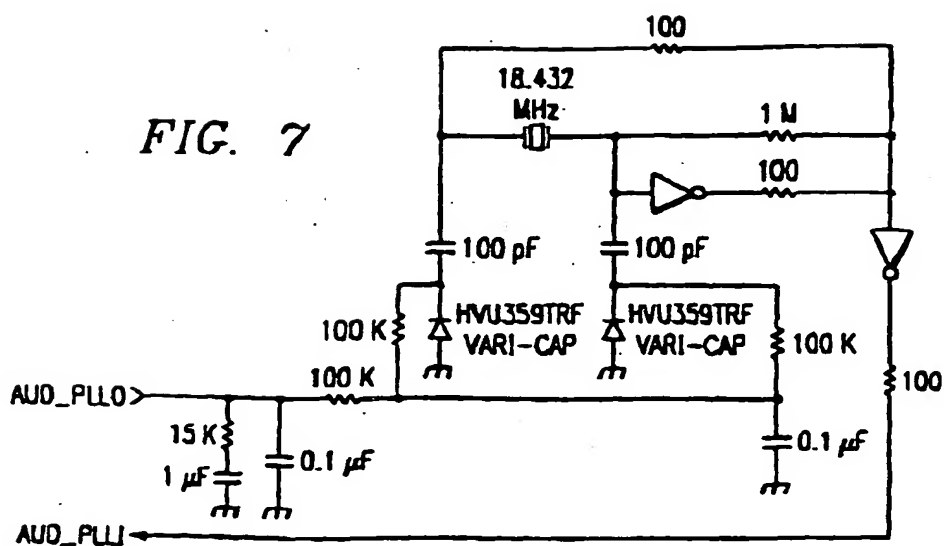 100
18.432
MHz
FIG. 7
1 M
100
100 pF
100 pF
HVU359TRF
VARI-CAP
HVU359TRF
VARI-CAP
100 K
100 K
100
100 K
AUD_PLLO
15 K
1 µF
0.1 µF
0.1 µF
AUD_PLLI